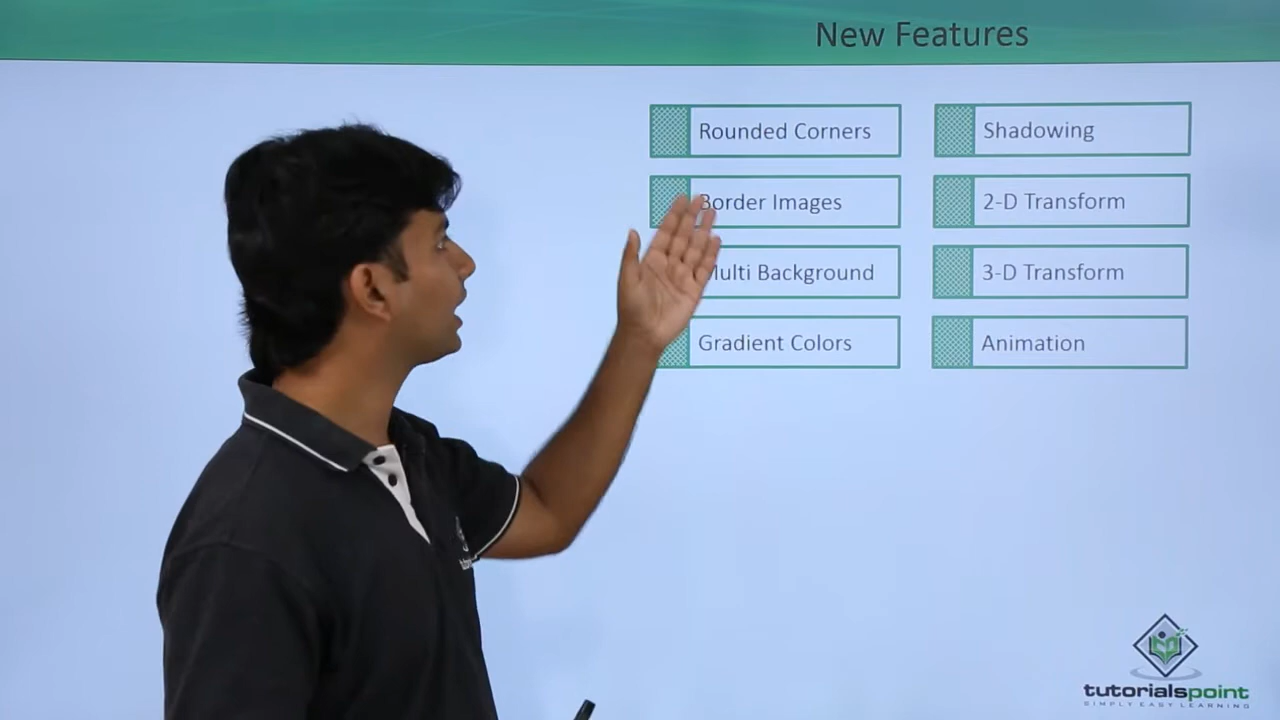 New Features
Rounded Corners
Shadowing
Border Images
2-D Transform
Multi Background
3-D Transform
Gradient Colors
Animation
tutorialspoint
SIMPLY EASY LEARNING